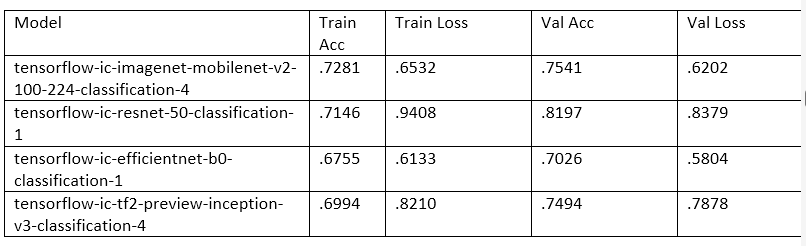 Model Train Train Loss Val Acc Val Loss
Acc
tensorflow-ic-imagenet-mobilenet-v2- .7281 .6532 .7541 .6202
100-224-classification-4
tensorflow-ic-resnet-50-classification- .7146 .9408 .8197 .8379
1
tensorflow-ic-efficientnet-b0- .6755 .6133 .7026 .5804
classification-1
tensorflow-ic-tf2-preview-inception- .6994 .8210 .7494 .7878
v3-classification-4